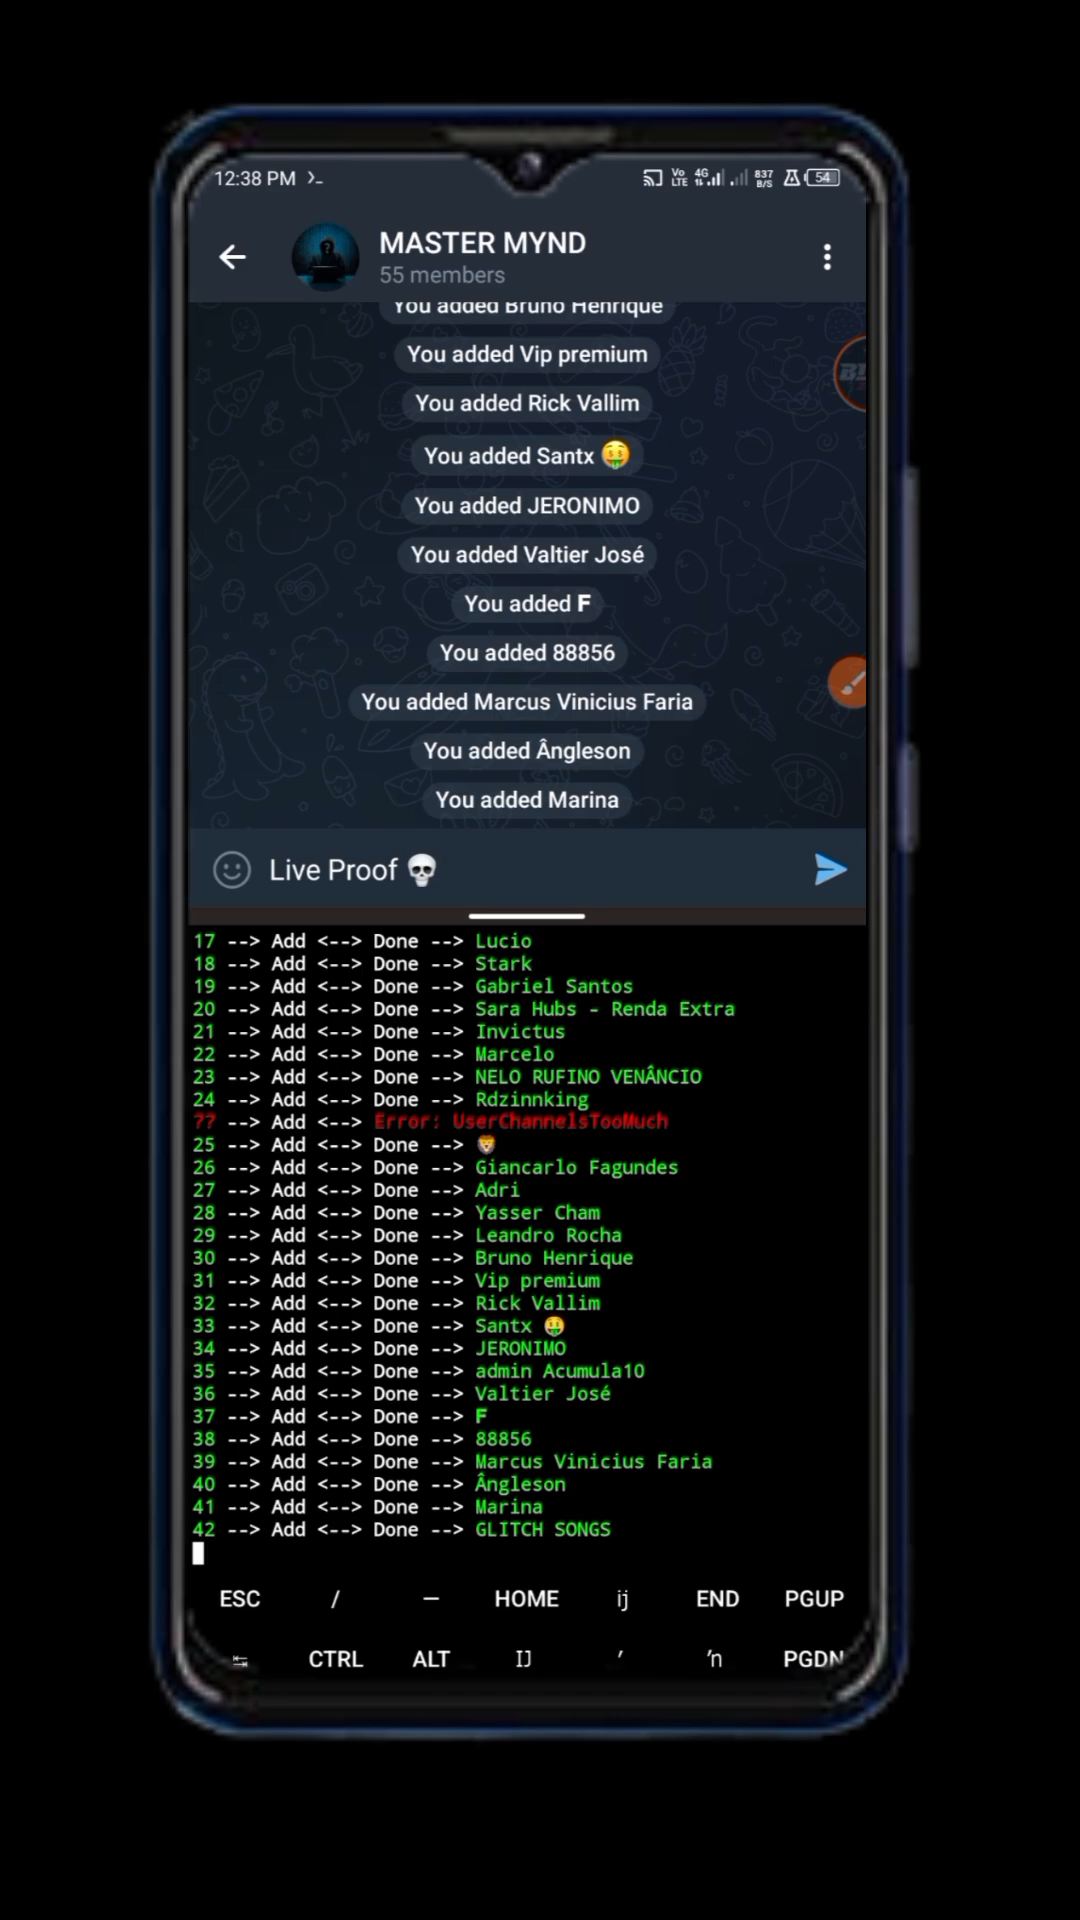 12:38 PM
Vo LTE 4G 837 B/S 54
MASTER MYND
55 members
You added Bruno Henrique
You added Vip premium
You added Rick Vallim
You added Santx 🤑
You added JERONIMO
You added Valtier José
You added F
You added 88856
You added Marcus Vinicius Faria
You added Ângleson
You added Marina
Live Proof 💀
17 --> Add <--> Done --> Lucio
18 --> Add <--> Done --> Stark
19 --> Add <--> Done --> Gabriel Santos
20 --> Add <--> Done --> Sara Hubs - Renda Extra
21 --> Add <--> Done --> Invictus
22 --> Add <--> Done --> Marcelo
23 --> Add <--> Done --> NELO RUFINO VENÂNCIO
24 --> Add <--> Done --> Rdzinnking
77 --> Add <--> Error: UserChannelsTooMuch
25 --> Add <--> Done --> 🦁
26 --> Add <--> Done --> Giancarlo Fagundes
27 --> Add <--> Done --> Adri
28 --> Add <--> Done --> Yasser Cham
29 --> Add <--> Done --> Leandro Rocha
30 --> Add <--> Done --> Bruno Henrique
31 --> Add <--> Done --> Vip premium
32 --> Add <--> Done --> Rick Vallim
33 --> Add <--> Done --> Santx 🤑
34 --> Add <--> Done --> JERONIMO
35 --> Add <--> Done --> admin Acumula10
36 --> Add <--> Done --> Valtier José
37 --> Add <--> Done --> F
38 --> Add <--> Done --> 88856
39 --> Add <--> Done --> Marcus Vinicius Faria
40 --> Add <--> Done --> Ângleson
41 --> Add <--> Done --> Marina
42 --> Add <--> Done --> GLITCH SONGS
ESC / — HOME ĳ END PGUP
CTRL ALT Ĳ ′ ŉ PGDN